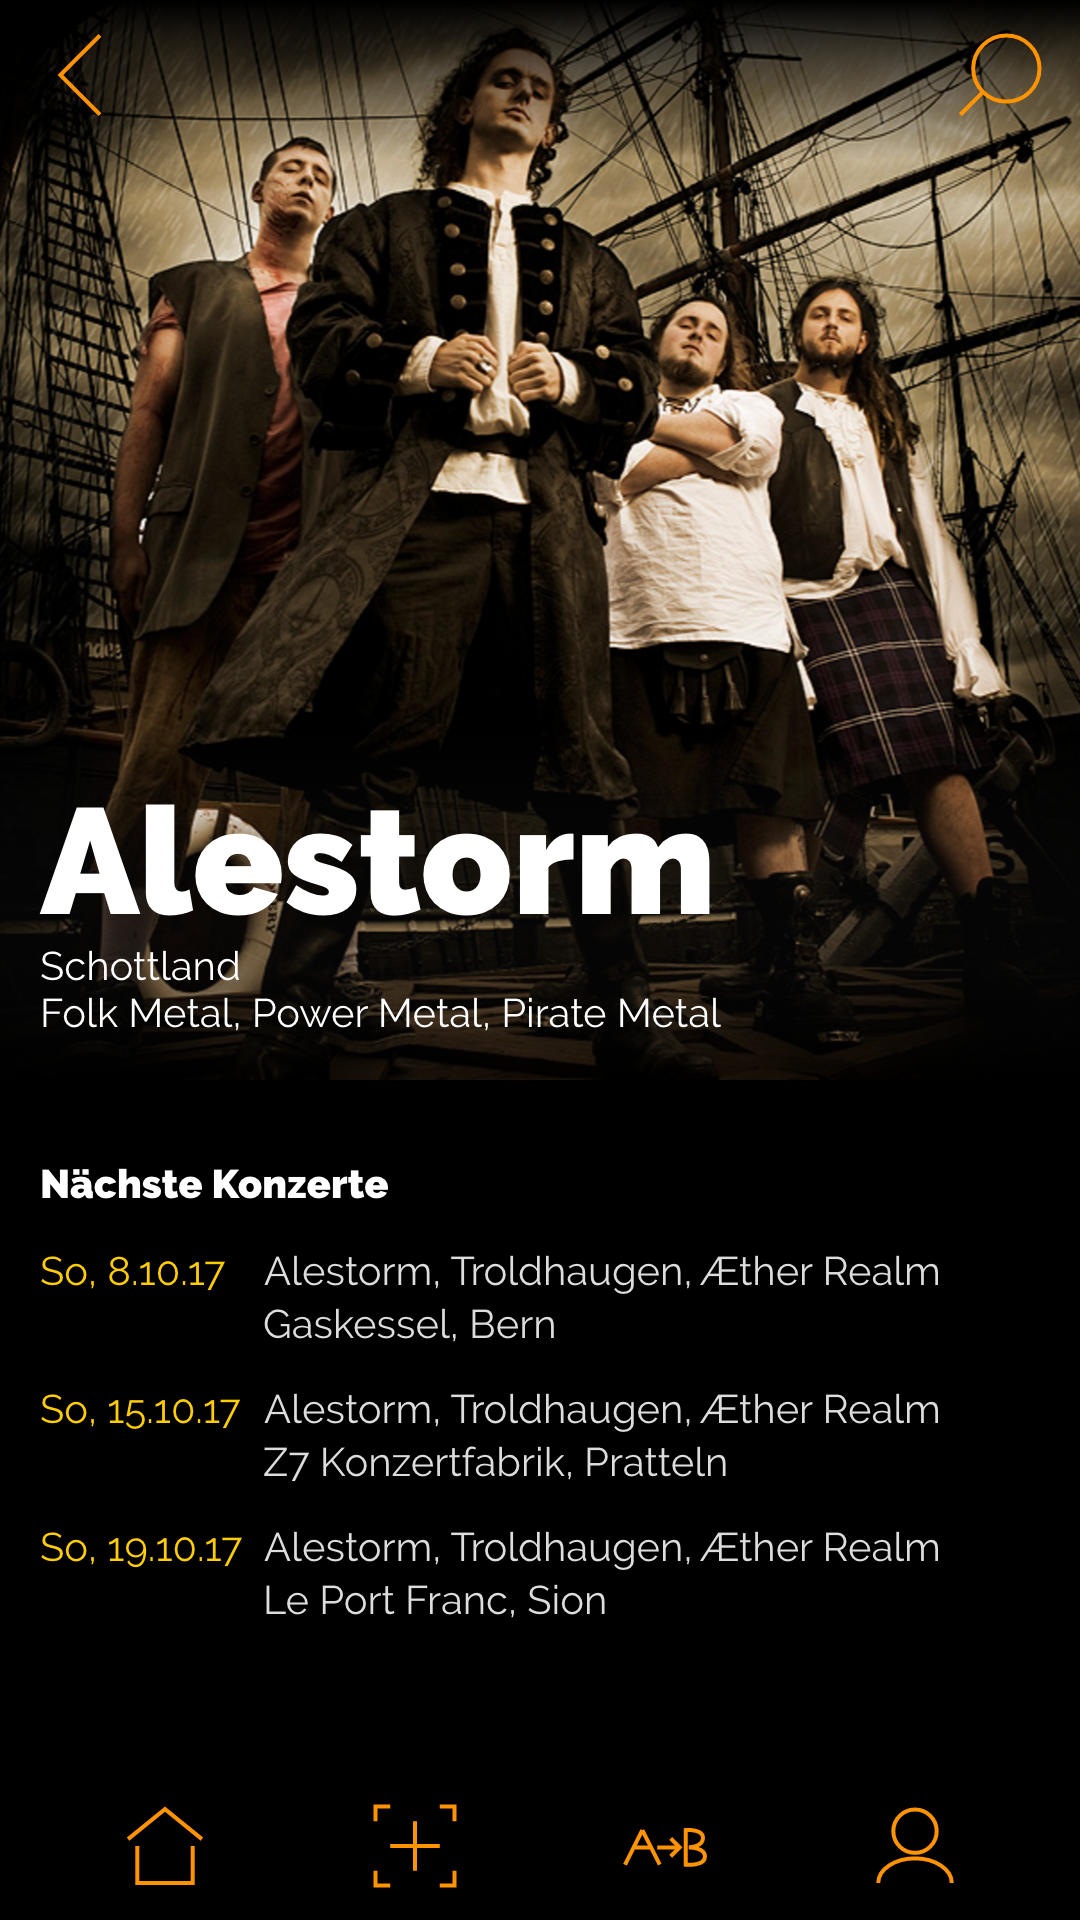 Alestorm
Schottland
Folk Metal, Power Metal, Pirate Metal
Nächste Konzerte
So, 8.10.17 Alestorm, Troldhaugen, Æther Realm
Gaskessel, Bern
So, 15.10.17 Alestorm, Troldhaugen, Æther Realm
Z7 Konzertfabrik, Pratteln
So, 19.10.17 Alestorm, Troldhaugen, Æther Realm
Le Port Franc, Sion
A→B